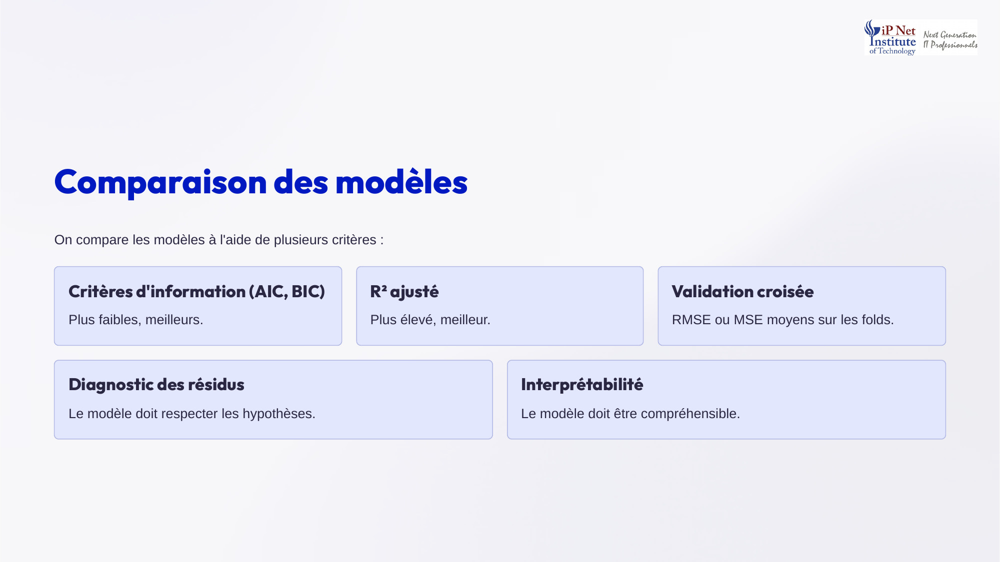 iP Net
Institute
of Technology
Next Generation
IT Professionnels
Comparaison des modèles
On compare les modèles à l'aide de plusieurs critères :
Critères d'information (AIC, BIC)
Plus faibles, meilleurs.
R² ajusté
Plus élevé, meilleur.
Validation croisée
RMSE ou MSE moyens sur les folds.
Diagnostic des résidus
Le modèle doit respecter les hypothèses.
Interprétabilité
Le modèle doit être compréhensible.